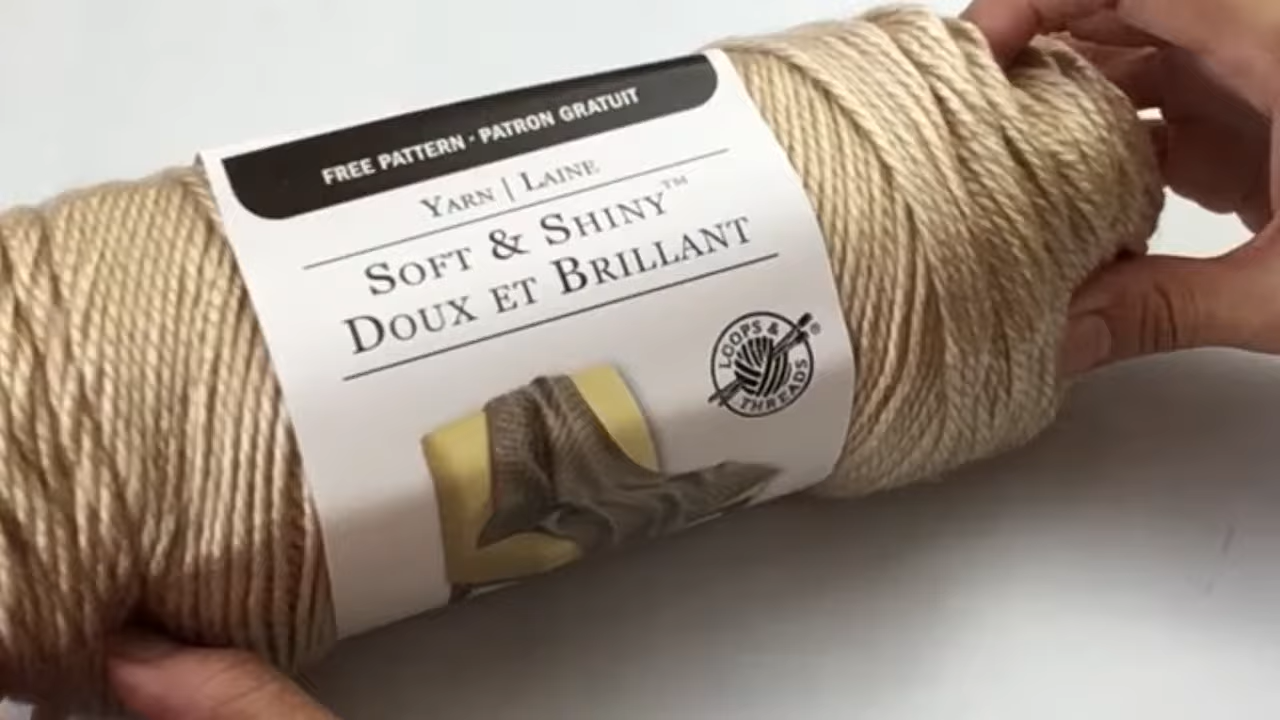 FREE PATTERN · PATRON GRATUIT
YARN | LAINE
SOFT & SHINY™
DOUX ET BRILLANT
LOOPS &
THREADS®